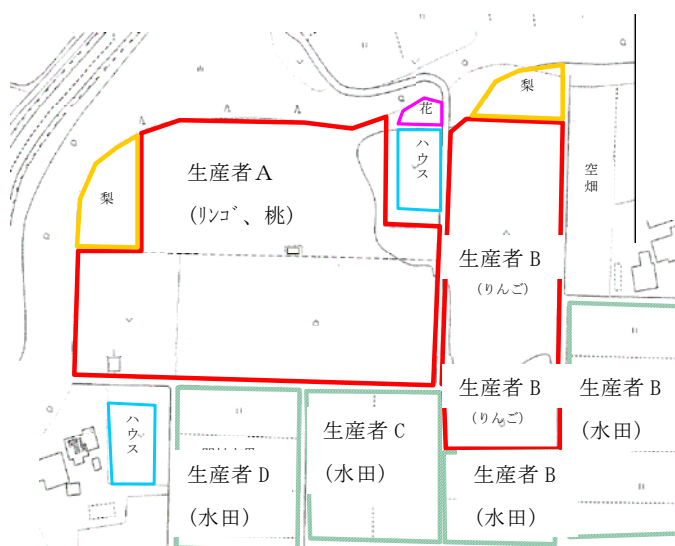 梨
花
ハウス
空畑
梨
生産者A
(ﾘﾝｺﾞ、桃)
生産者B
(りんご)
生産者B
(りんご)
生産者B
(水田)
生産者C
(水田)
ハウス
生産者D
(水田)
生産者B
(水田)